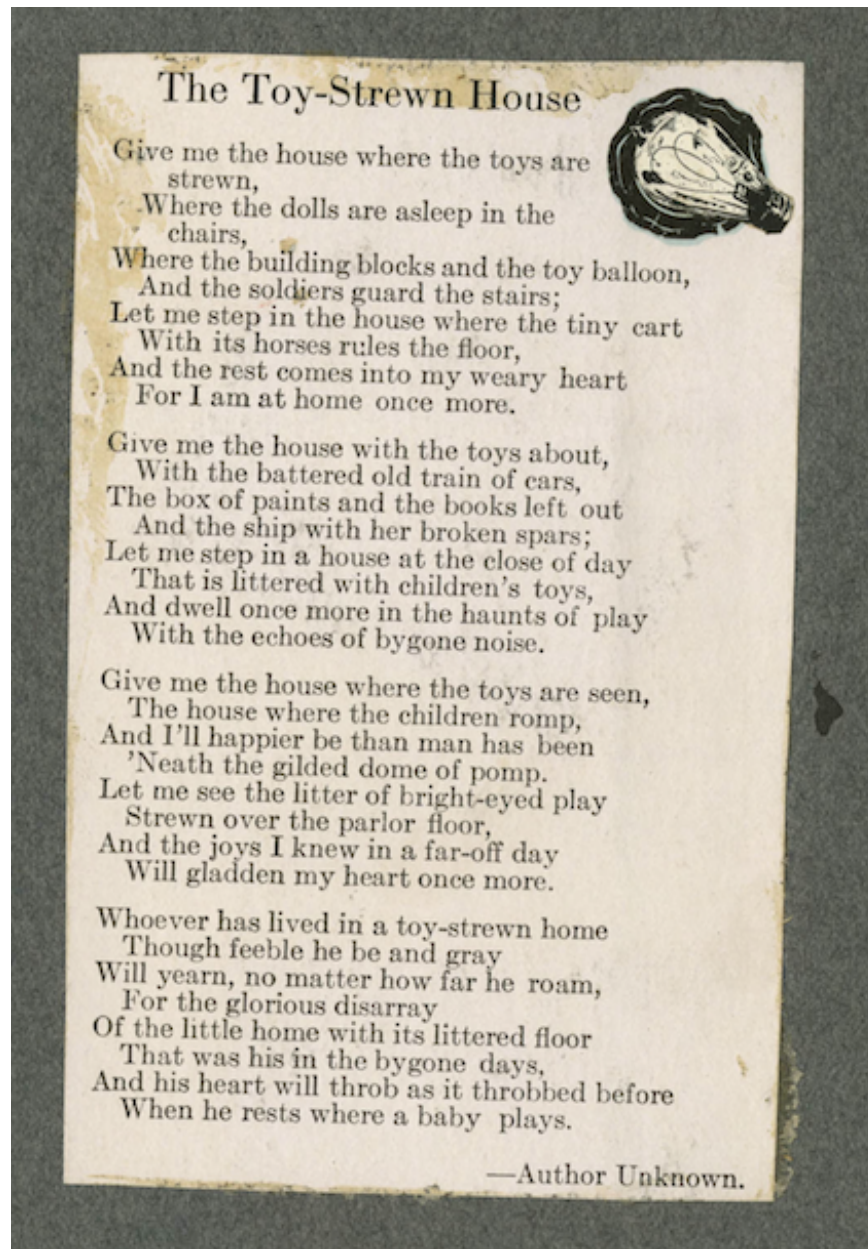 The Toy-Strewn House
Give me the house where the toys are
strewn,
Where the dolls are asleep in the
chairs,
Where the building blocks and the toy balloon,
And the soldiers guard the stairs;
Let me step in the house where the tiny cart
With its horses rules the floor,
And the rest comes into my weary heart
For I am at home once more.
Give me the house with the toys about,
With the battered old train of cars,
The box of paints and the books left out
And the ship with her broken spars;
Let me step in a house at the close of day
That is littered with children's toys,
And dwell once more in the haunts of play
With the echoes of bygone noise.
Give me the house where the toys are seen,
The house where the children romp,
And I'll happier be than man has been
'Neath the gilded dome of pomp.
Let me see the litter of bright-eyed play
Strewn over the parlor floor,
And the joys I knew in a far-off day
Will gladden my heart once more.
Whoever has lived in a toy-strewn home
Though feeble he be and gray
Will yearn, no matter how far he roam,
For the glorious disarray
Of the little home with its littered floor
That was his in the bygone days,
And his heart will throb as it throbbed before
When he rests where a baby plays.
—Author Unknown.